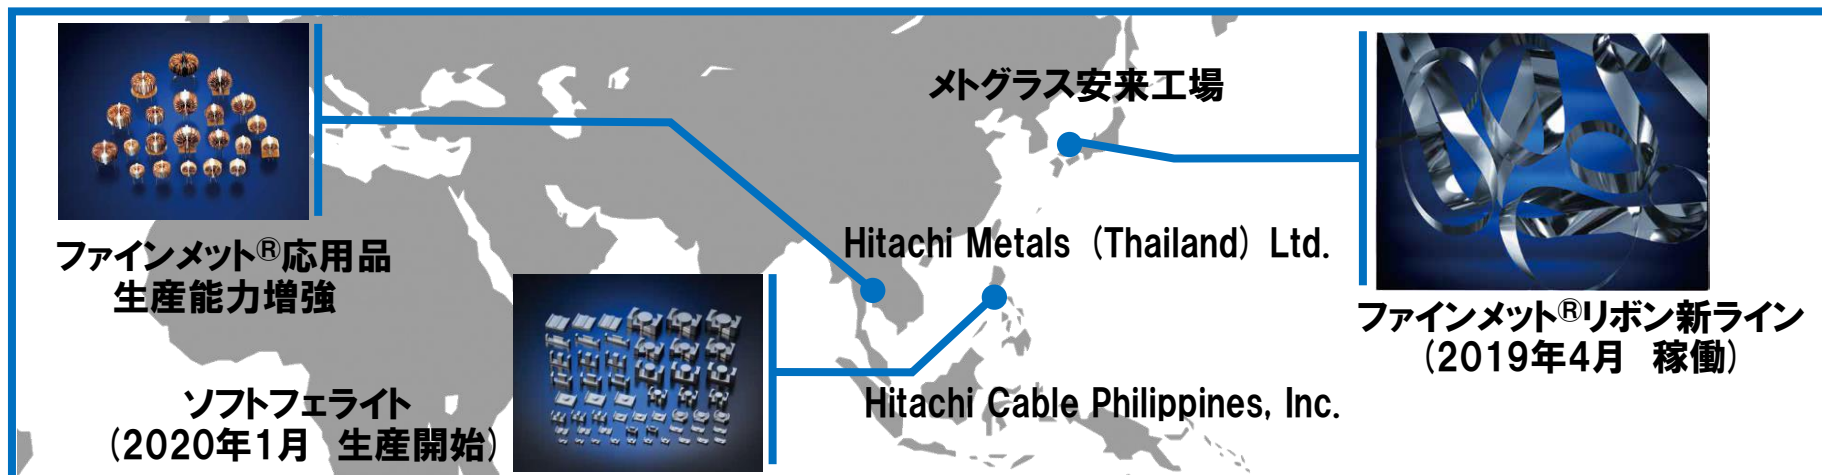 メトグラス安来工場
ファインメット®応用品
生産能力増強
Hitachi Metals (Thailand) Ltd.
ファインメット®リボン新ライン
(2019年4月 稼働)
ソフトフェライト
(2020年1月 生産開始)
Hitachi Cable Philippines, Inc.